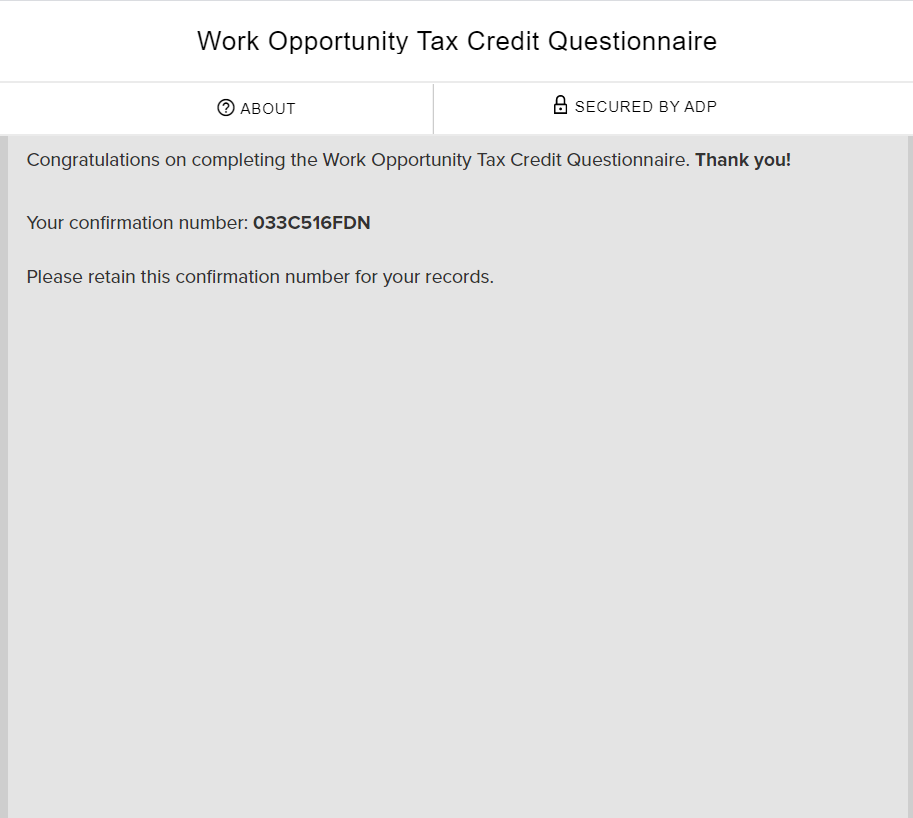 Work Opportunity Tax Credit Questionnaire
ABOUT
SECURED BY ADP
Congratulations on completing the Work Opportunity Tax Credit Questionnaire. Thank you!
Your confirmation number: 033C516FDN
Please retain this confirmation number for your records.